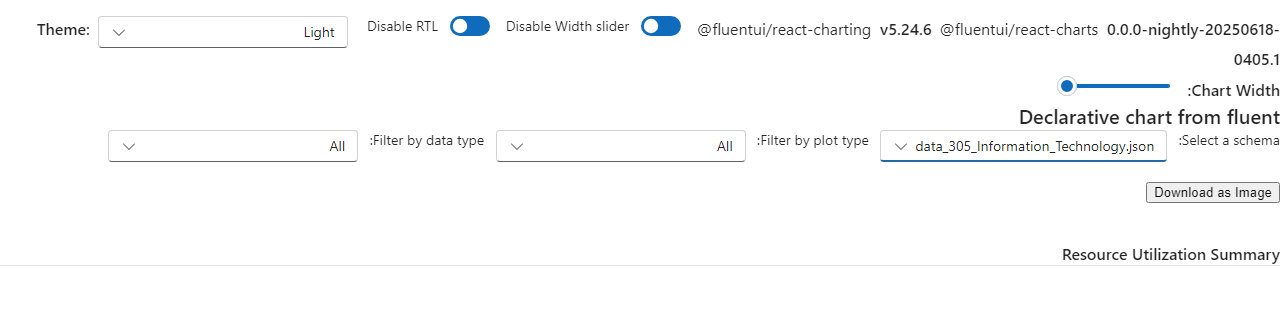 Theme: Light Disable RTL Disable Width slider @fluentui/react-charting v5.24.6 @fluentui/react-charts 0.0.0-nightly-20250618-
0405.1
:Chart Width
Declarative chart from fluent
All :Filter by data type All :Filter by plot type data_305_Information_Technology.json :Select a schema
Download as Image
Resource Utilization Summary